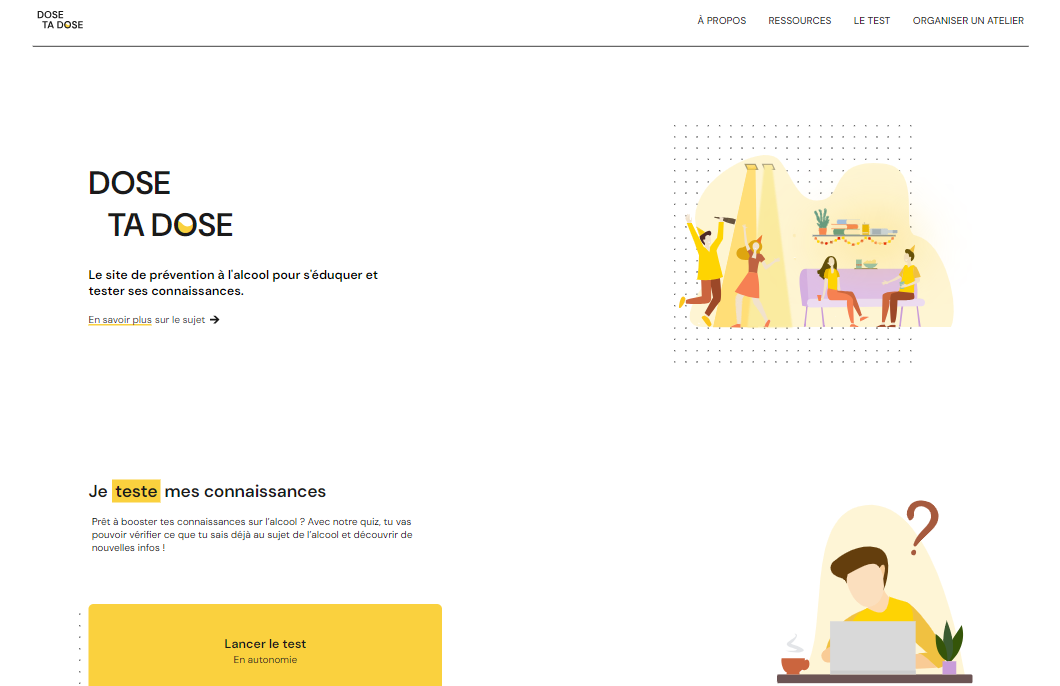 DOSE
TA DOSE
À PROPOS
RESSOURCES
LE TEST
ORGANISER UN ATELIER
DOSE
TA DOSE
Le site de prévention à l'alcool pour s'éduquer et
tester ses connaissances.
En savoir plus sur le sujet →
Je teste mes connaissances
Prêt à booster tes connaissances sur l'alcool ? Avec notre quiz, tu vas
pouvoir vérifier ce que tu sais déjà au sujet de l'alcool et découvrir de
nouvelles infos !
?
Lancer le test
En autonomie